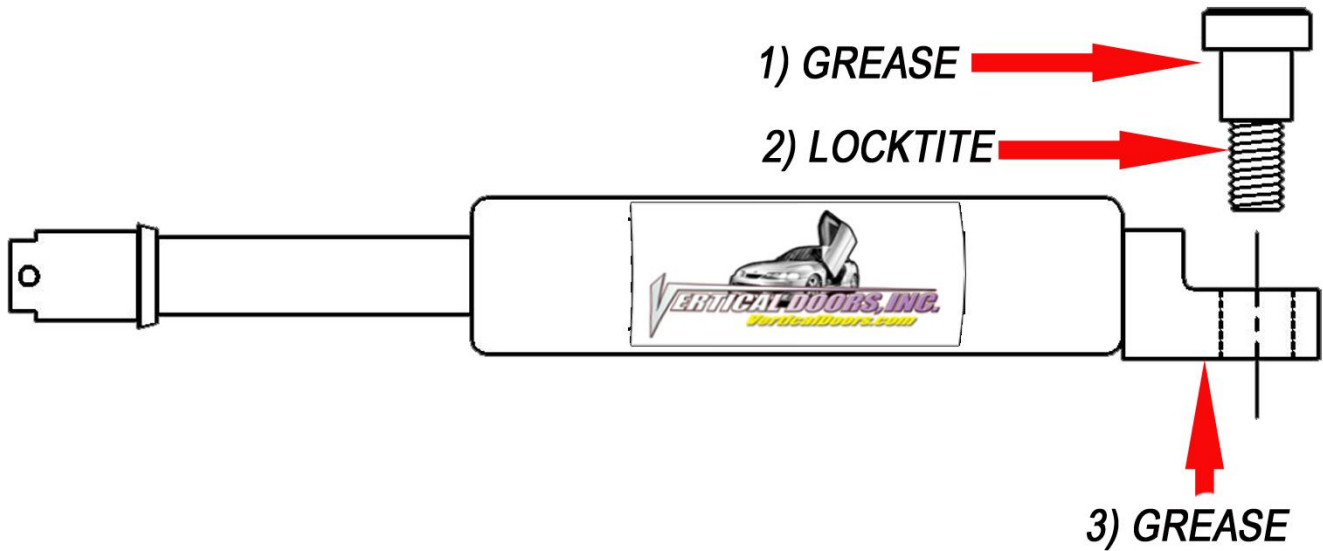 1) GREASE
2) LOCKTITE
VERTICAL DOORS, INC.
VerticalDoors.com
3) GREASE